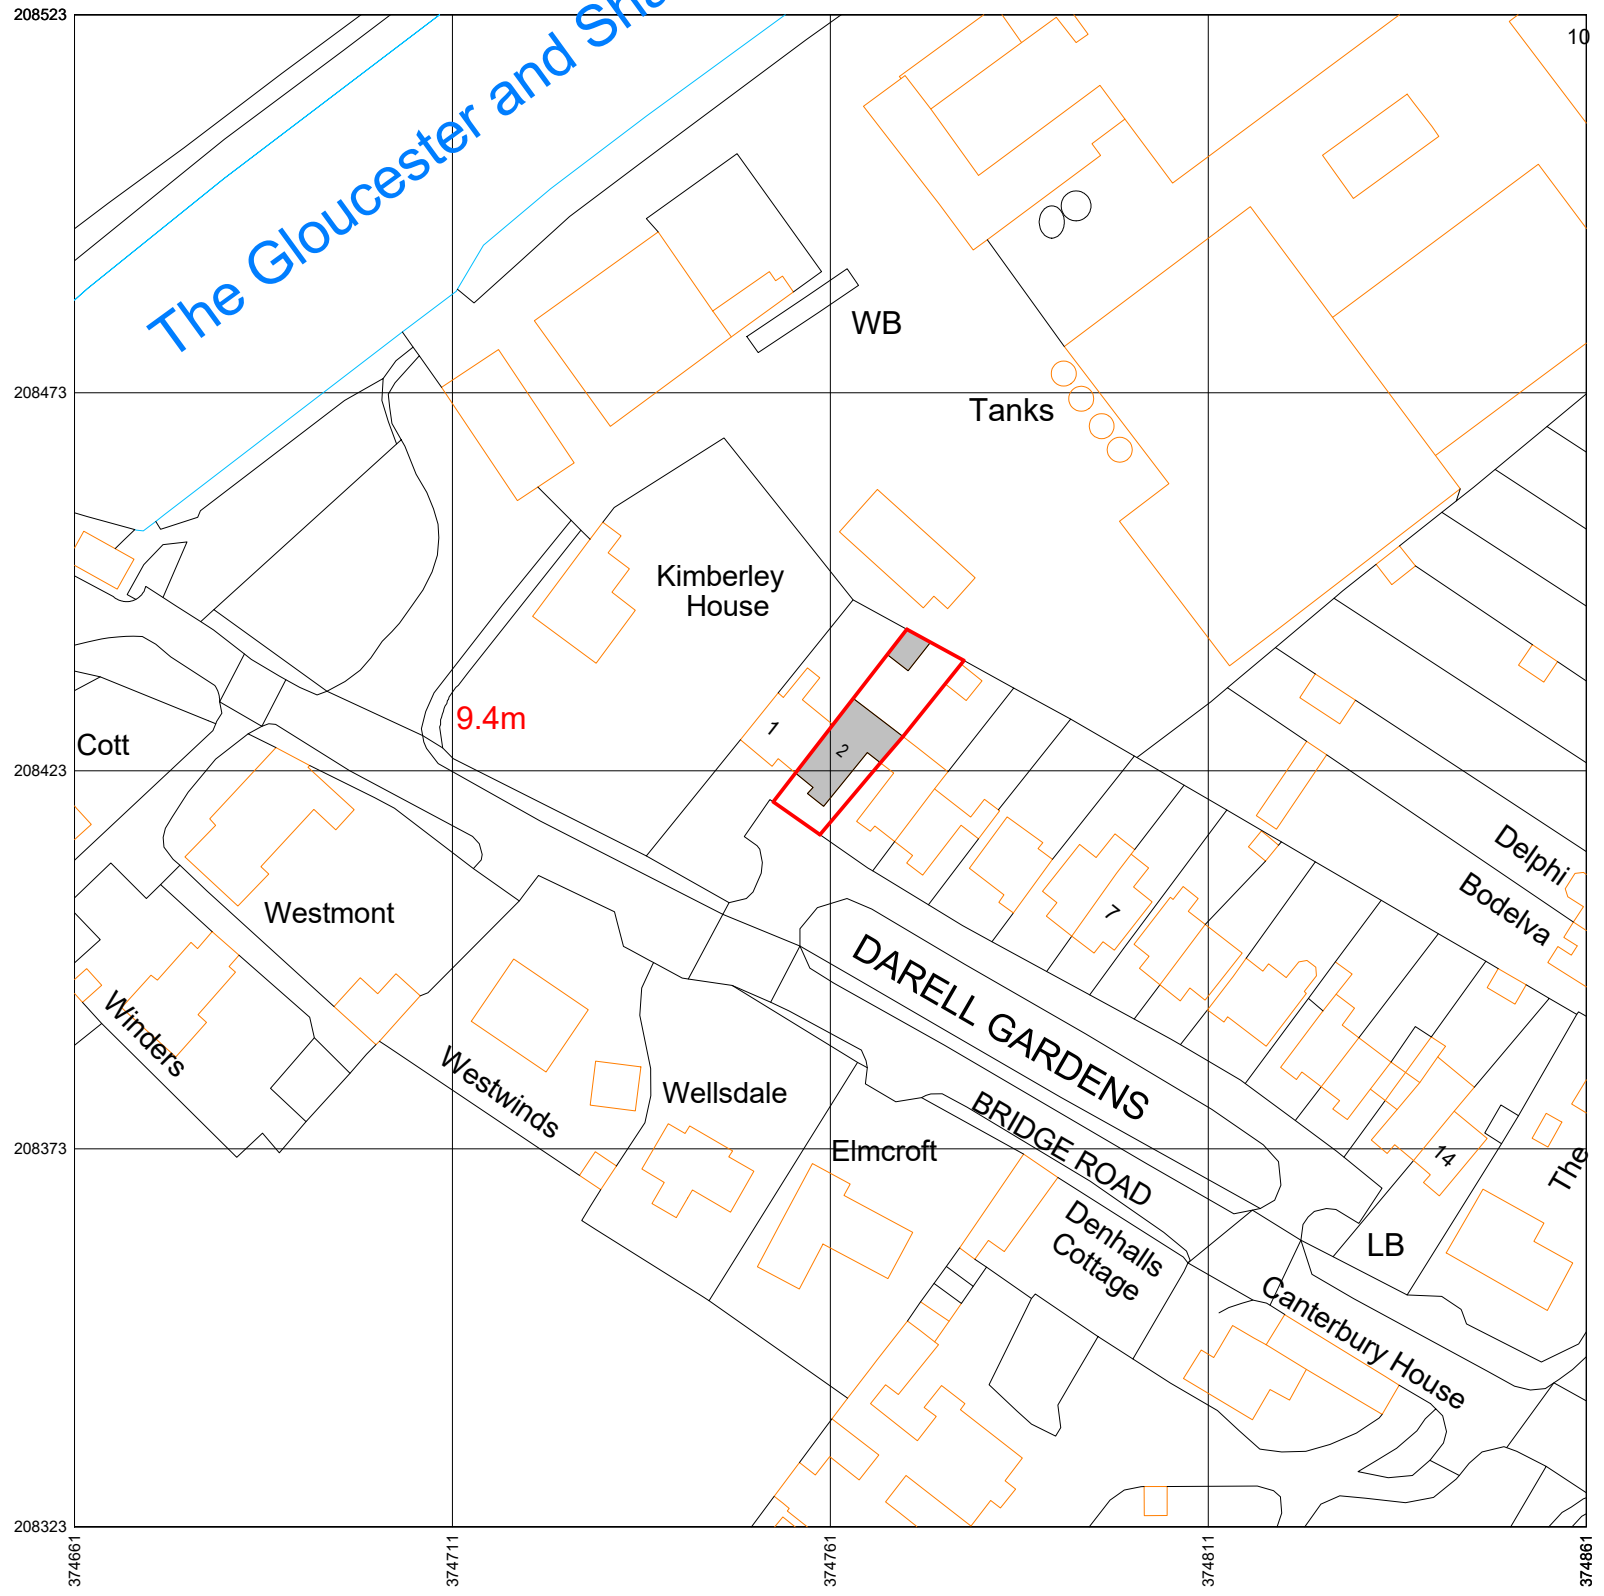 208523
The Gloucester and Sha
10
WB
208473
Tanks
Kimberley
House
9.4m
1
2
Cott
208423
Delphi
Bodelva
Westmont
7
DARELL GARDENS
Winders
Westwinds
Wellsdale
BRIDGE ROAD
Elmcroft
208373
14
The
Denhalls
Cottage
LB
Canterbury House
208323
374661
374711
374761
374811
374861